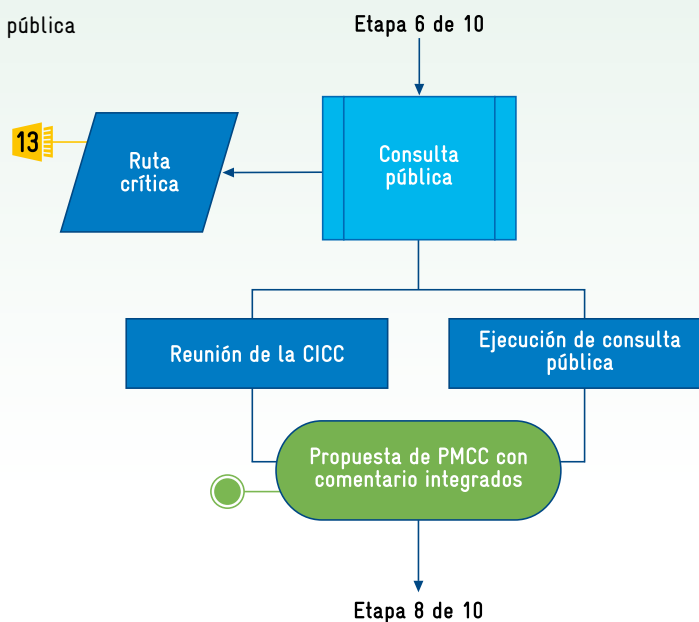 pública
Etapa 6 de 10
13
Ruta
crítica
Consulta
pública
Reunión de la CICC
Ejecución de consulta
pública
Propuesta de PMCC con
comentario integrados
Etapa 8 de 10